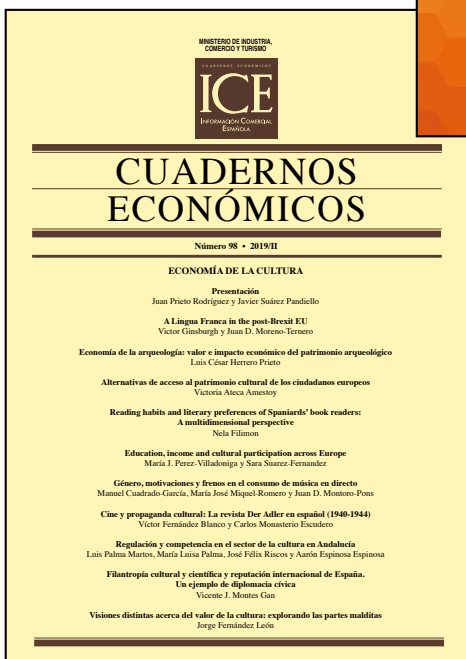 MINISTERIO DE INDUSTRIA,
COMERCIO Y TURISMO
CUADERNOS ECONÓMICOS
ICE
INFORMACIÓN COMERCIAL
ESPAÑOLA
CUADERNOS
ECONÓMICOS
Número 98 • 2019/II
ECONOMÍA DE LA CULTURA
Presentación
Juan Prieto Rodríguez y Javier Suárez Pandiello
A Lingua Franca in the post-Brexit EU
Victor Ginsburgh y Juan D. Moreno-Ternero
Economía de la arqueología: valor e impacto económico del patrimonio arqueológico
Luis César Herrero Prieto
Alternativas de acceso al patrimonio cultural de los ciudadanos europeos
Victoria Ateca Amestoy
Reading habits and literary preferences of Spaniards' book readers:
A multidimensional perspective
Nela Filimon
Education, income and cultural participation across Europe
María J. Perez-Villadoniga y Sara Suarez-Fernandez
Género, motivaciones y frenos en el consumo de música en directo
Manuel Cuadrado-García, María José Miquel-Romero y Juan D. Montoro-Pons
Cine y propaganda cultural: La revista Der Adler en español (1940-1944)
Víctor Fernández Blanco y Carlos Monasterio Escudero
Regulación y competencia en el sector de la cultura en Andalucía
Luis Palma Martos, María Luisa Palma, José Félix Riscos y Aarón Espinosa Espinosa
Filantropía cultural y científica y reputación internacional de España.
Un ejemplo de diplomacia cívica
Vicente J. Montes Gan
Visiones distintas acerca del valor de la cultura: explorando las partes malditas
Jorge Fernández León